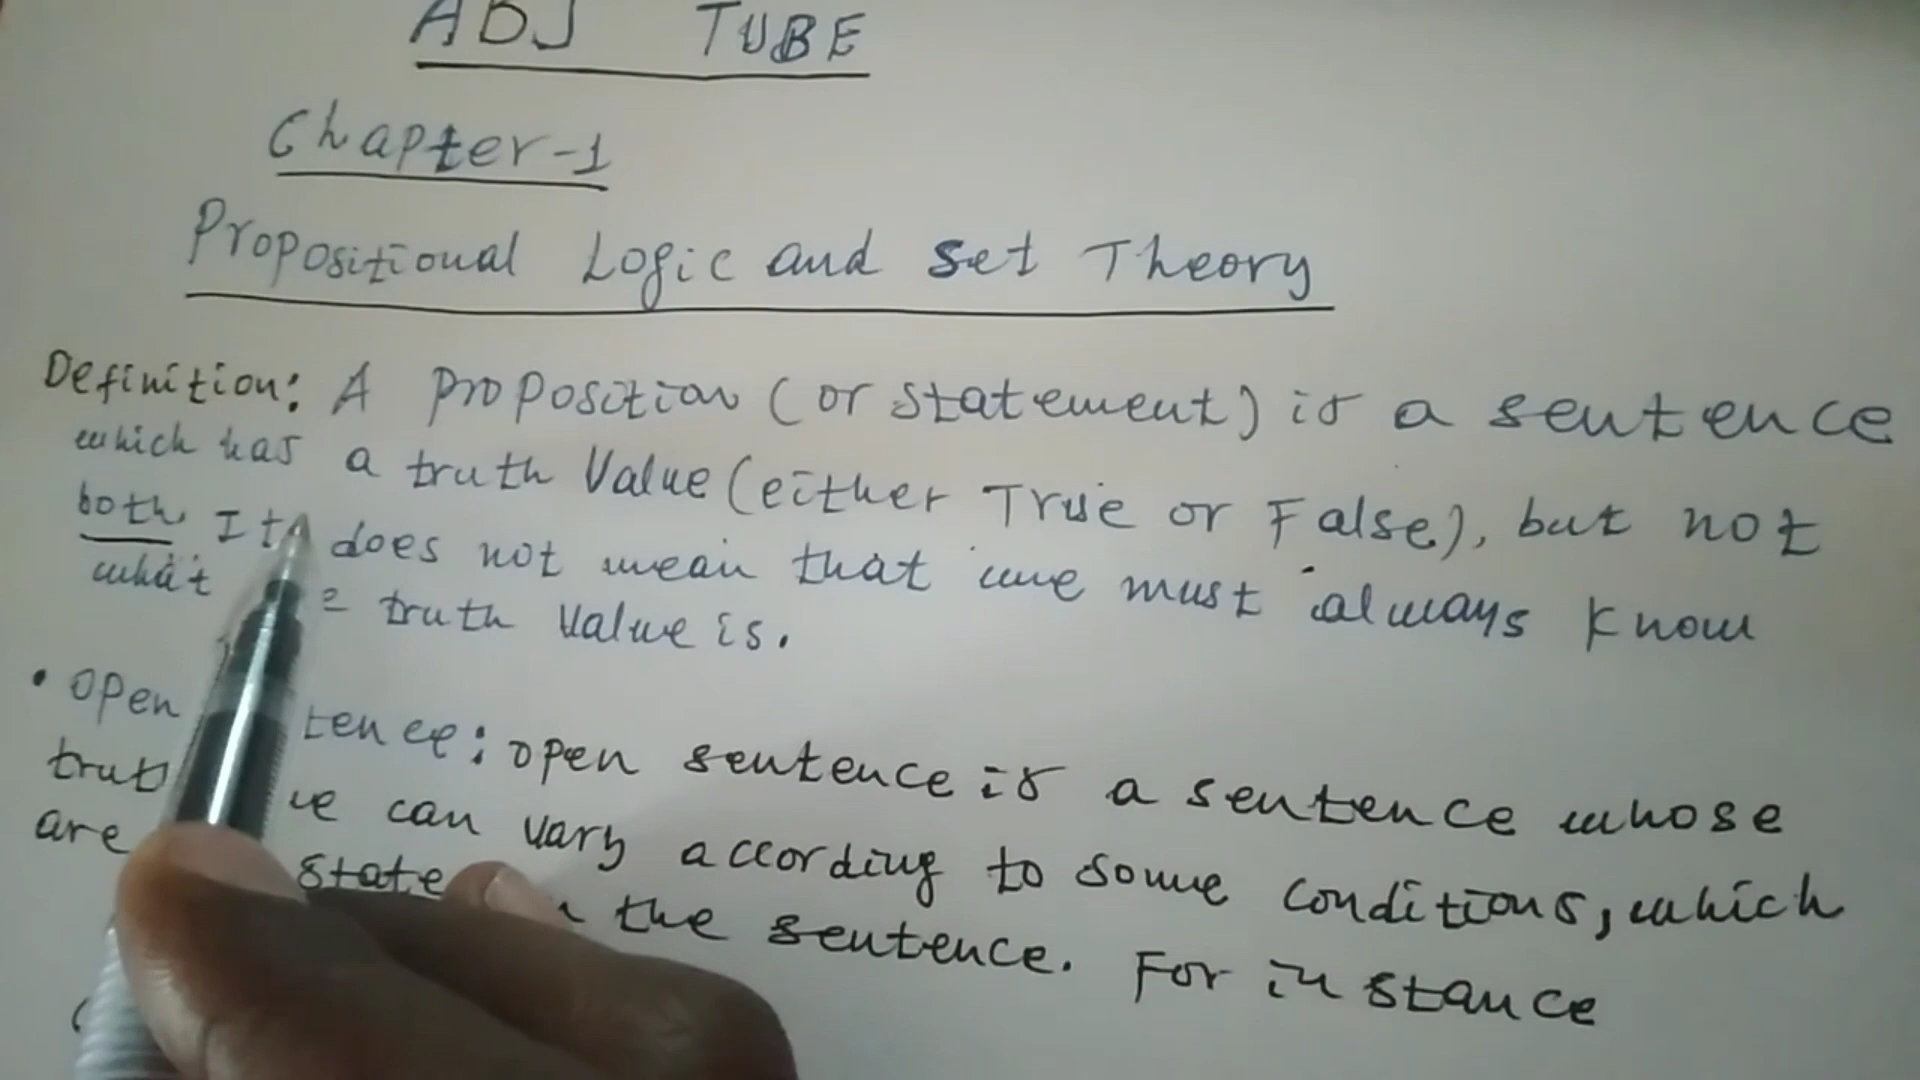 ADJ TUBE
Chapter-1
Propositional Logic and set Theory
Definition: A proposition (or statement) is a sentence
which has a truth Value (either True or False), but not
both. It does not mean that we must always know
what truth Value is.
• open tence: open sentence is a sentence whose
trut ue can vary according to some conditions, which
are state the sentence. For instance